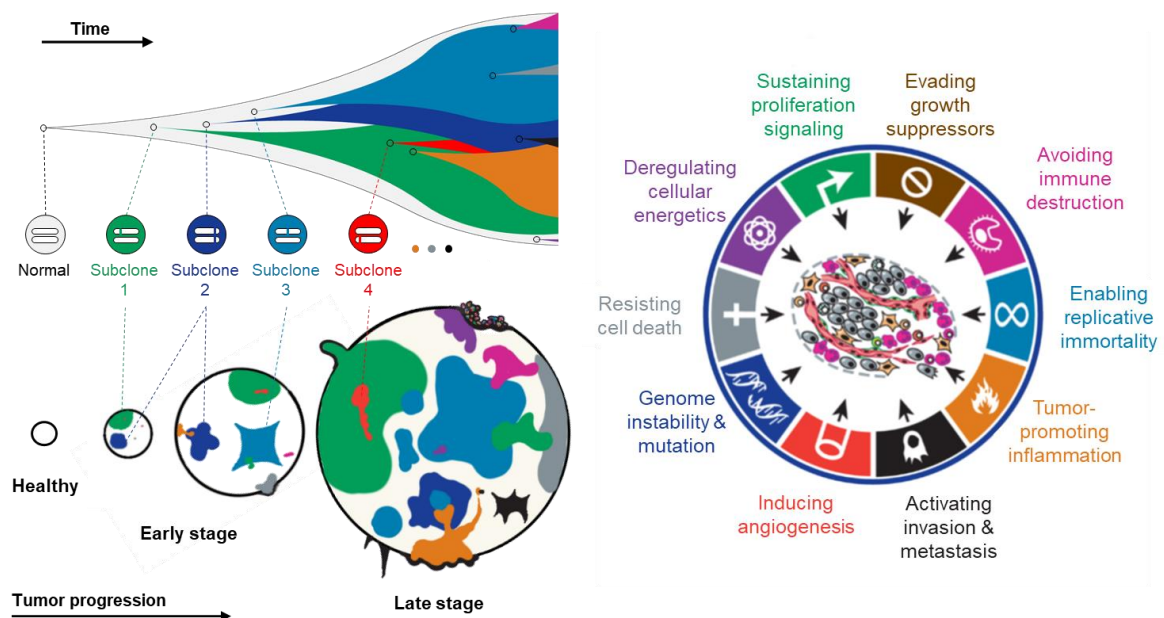 Time
Normal
Subclone
1
Subclone
2
Subclone
3
Subclone
4
Healthy
Early stage
Late stage
Tumor progression
Sustaining
proliferation
signaling
Evading
growth
suppressors
Avoiding
immune
destruction
Enabling
replicative
immortality
Tumor-
promoting
inflammation
Activating
invasion &
metastasis
Inducing
angiogenesis
Genome
instability &
mutation
Resisting
cell death
Deregulating
cellular
energetics